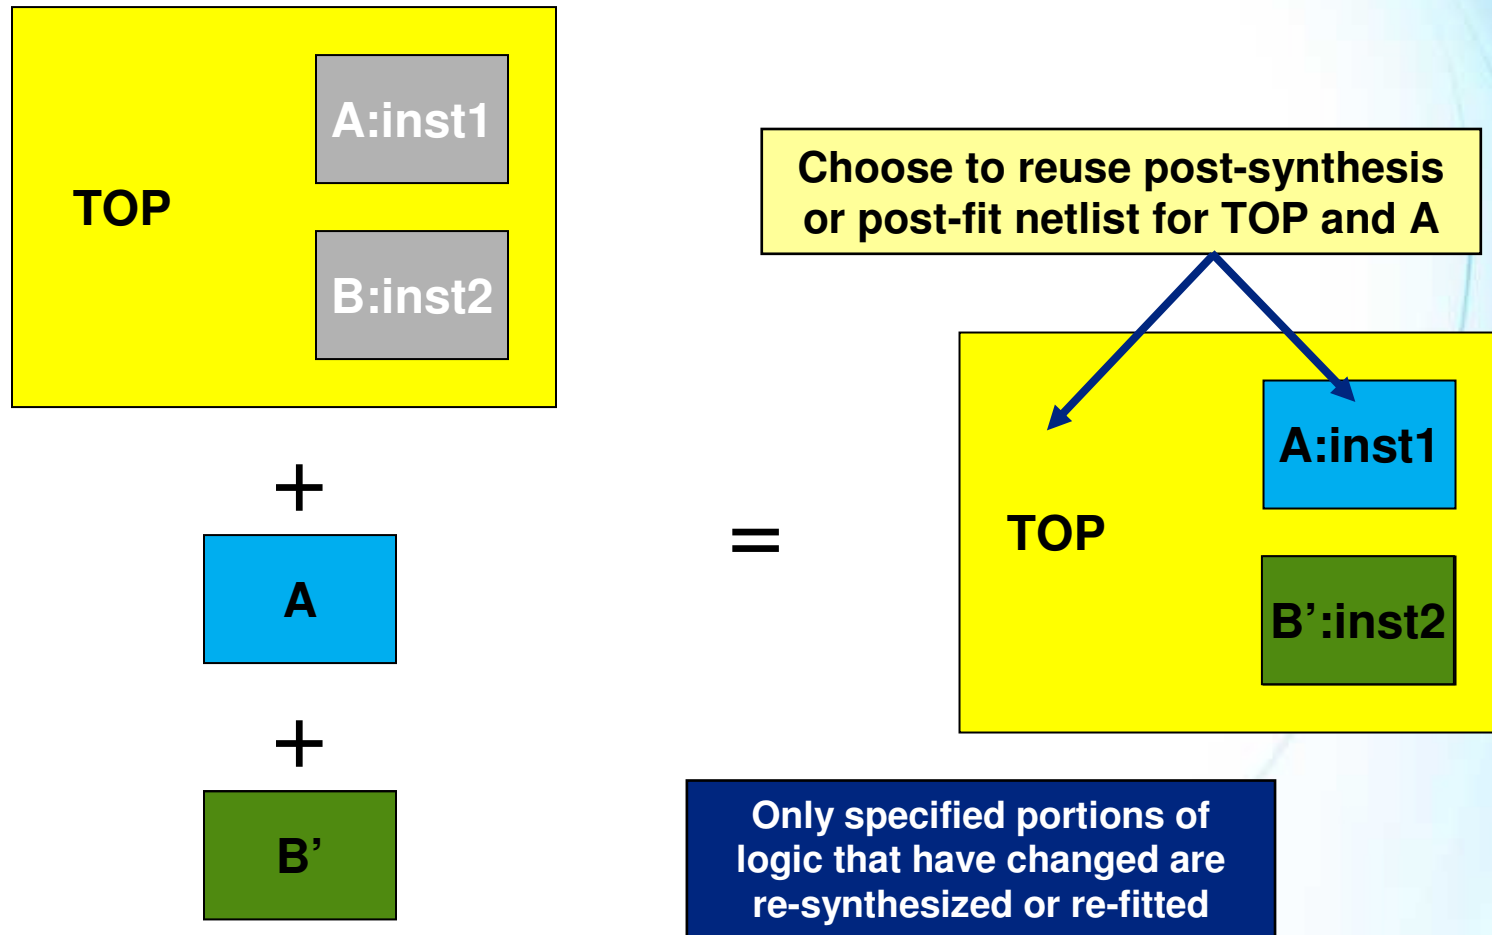 A:inst1
TOP
B:inst2
+
A
+
B’
=
Choose to reuse post-synthesis
or post-fit netlist for TOP and A
A:inst1
TOP
B’:inst2
Only specified portions of
logic that have changed are
re-synthesized or re-fitted